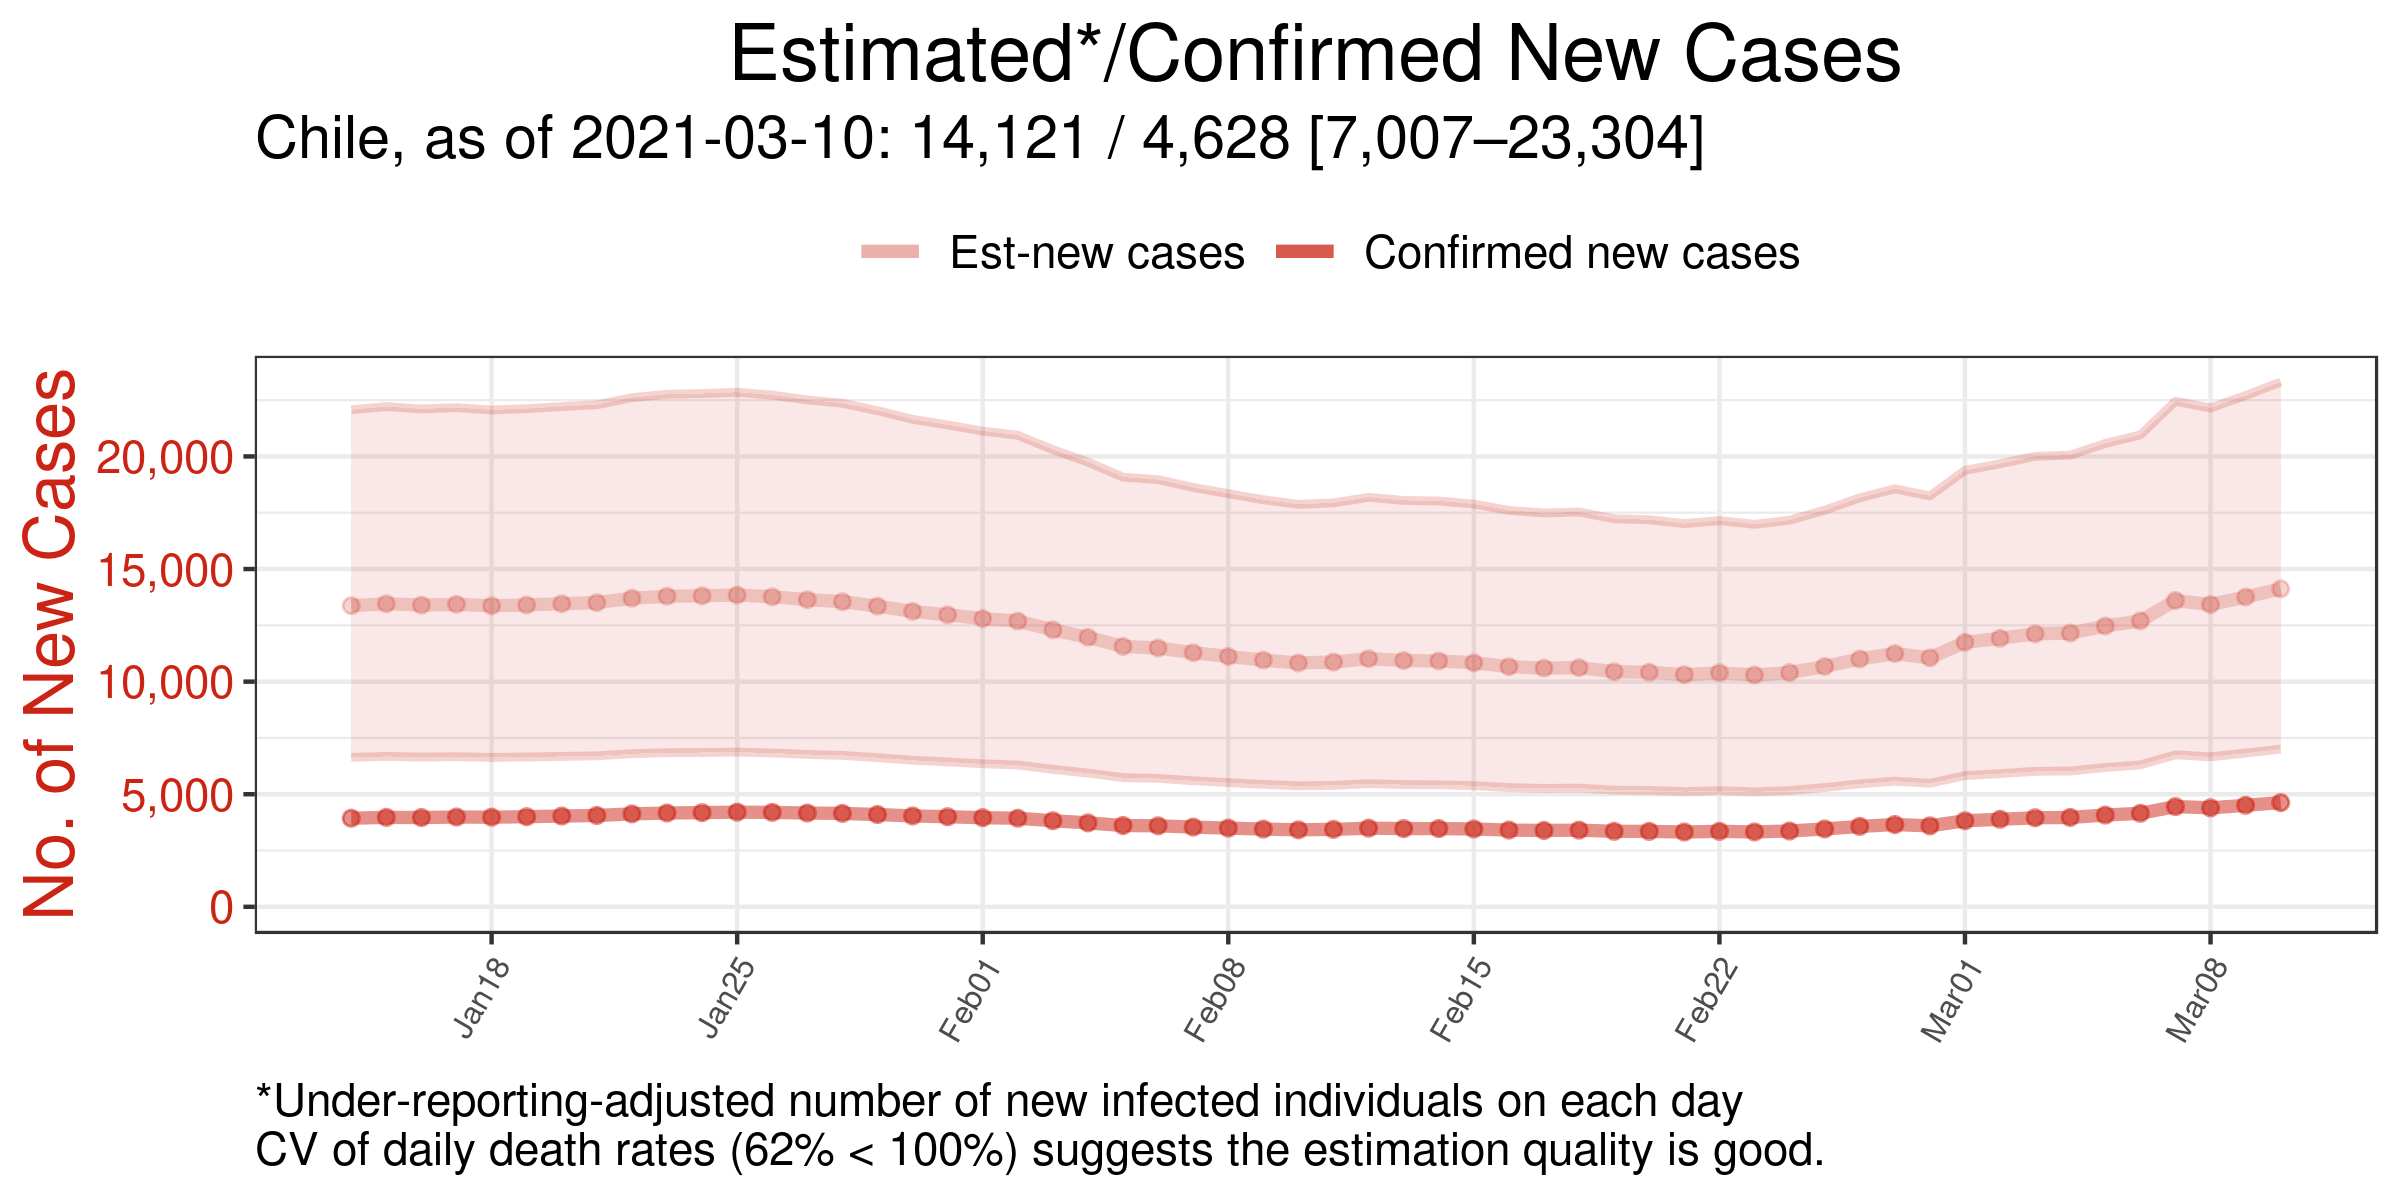 Estimated*/Confirmed New Cases
Chile, as of 2021-03-10: 14,121 / 4,628 [7,007–23,304]
Est-new cases
Confirmed new cases
No. of New Cases
20,000
15,000
10,000
5,000
0
Jan18
Jan25
Feb01
Feb08
Feb15
Feb22
Mar01
Mar08
*Under-reporting-adjusted number of new infected individuals on each day
CV of daily death rates (62% < 100%) suggests the estimation quality is good.